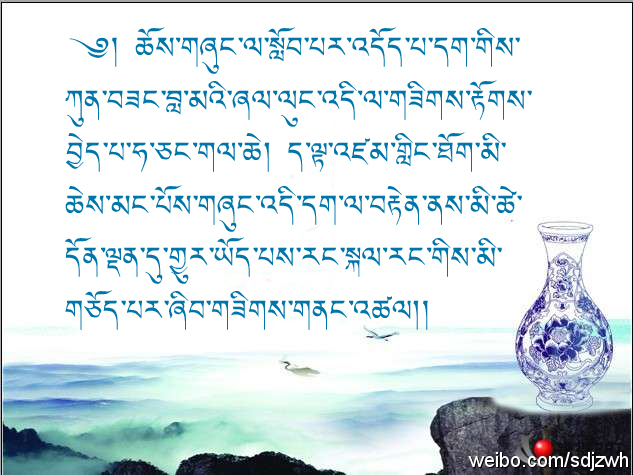 ༄། ཆོས་གཞུང་ལ་སློབ་པར་འདོད་པ་དག་གིས་
ཀུན་བཟང་བླ་མའི་ཞལ་ལུང་འདི་ལ་གཟིགས་རྟོགས་
བྱེད་པ་ཧ་ཅང་གལ་ཆེ། ད་ལྟ་འཛམ་གླིང་ཐོག་མི་
ཆེས་མང་པོས་གཞུང་འདི་དག་ལ་བརྟེན་ནས་མི་ཚེ་
དོན་ལྡན་དུ་གྱུར་ཡོད་པས་རང་སྐལ་རང་གིས་མི་
གཅོད་པར་ཞིབ་གཟིགས་གནང་འཚལ།།
weibo.com/sdjzwh